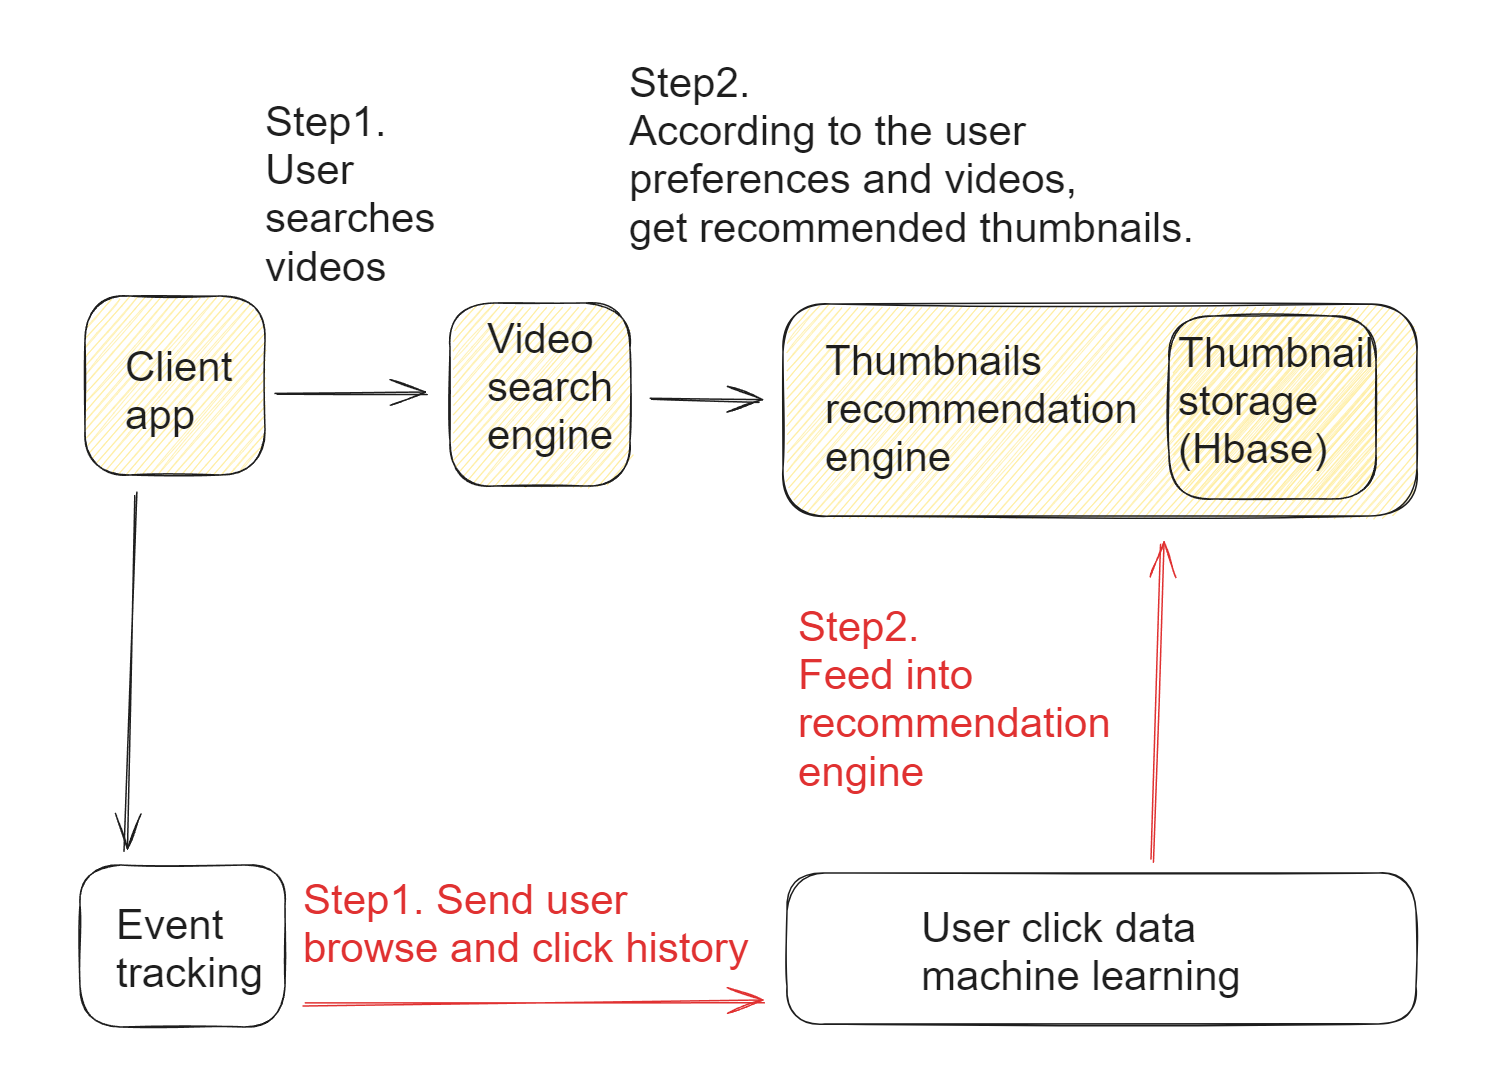 Step1.
User
searches
videos
Step2.
According to the user
preferences and videos,
get recommended thumbnails.
Client
app
Video
search
engine
Thumbnails
recommendation
engine
Thumbnail
storage
(Hbase)
Step2.
Feed into
recommendation
engine
Event
tracking
Step1. Send user
browse and click history
User click data
machine learning